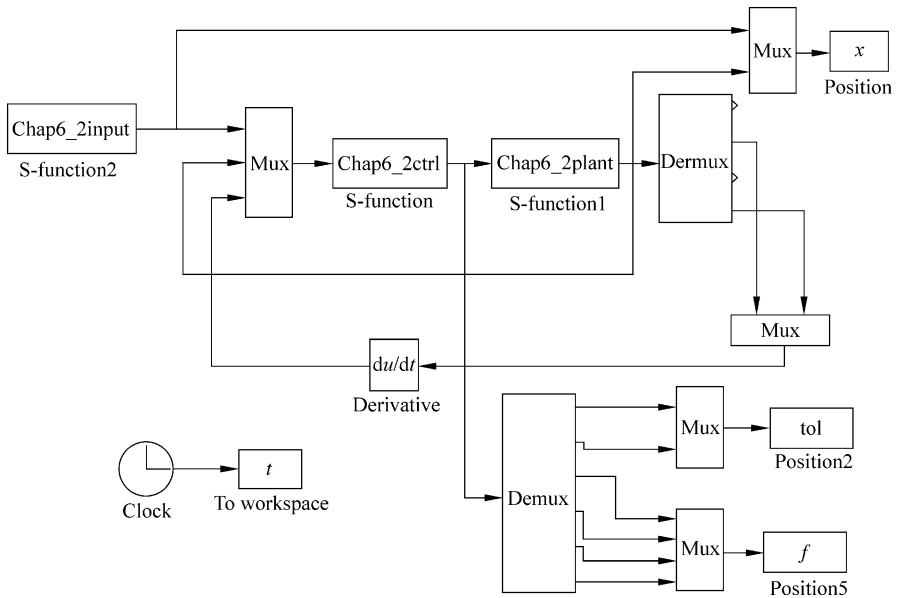 Mux
x
Position
Chap6_2input
S-function2
Mux
Chap6_2ctrl
S-function
Chap6_2plant
S-function1
Dermux
Mux
du/dt
Derivative
Mux
tol
Position2
Clock
t
To workspace
Demux
Mux
f
Position5